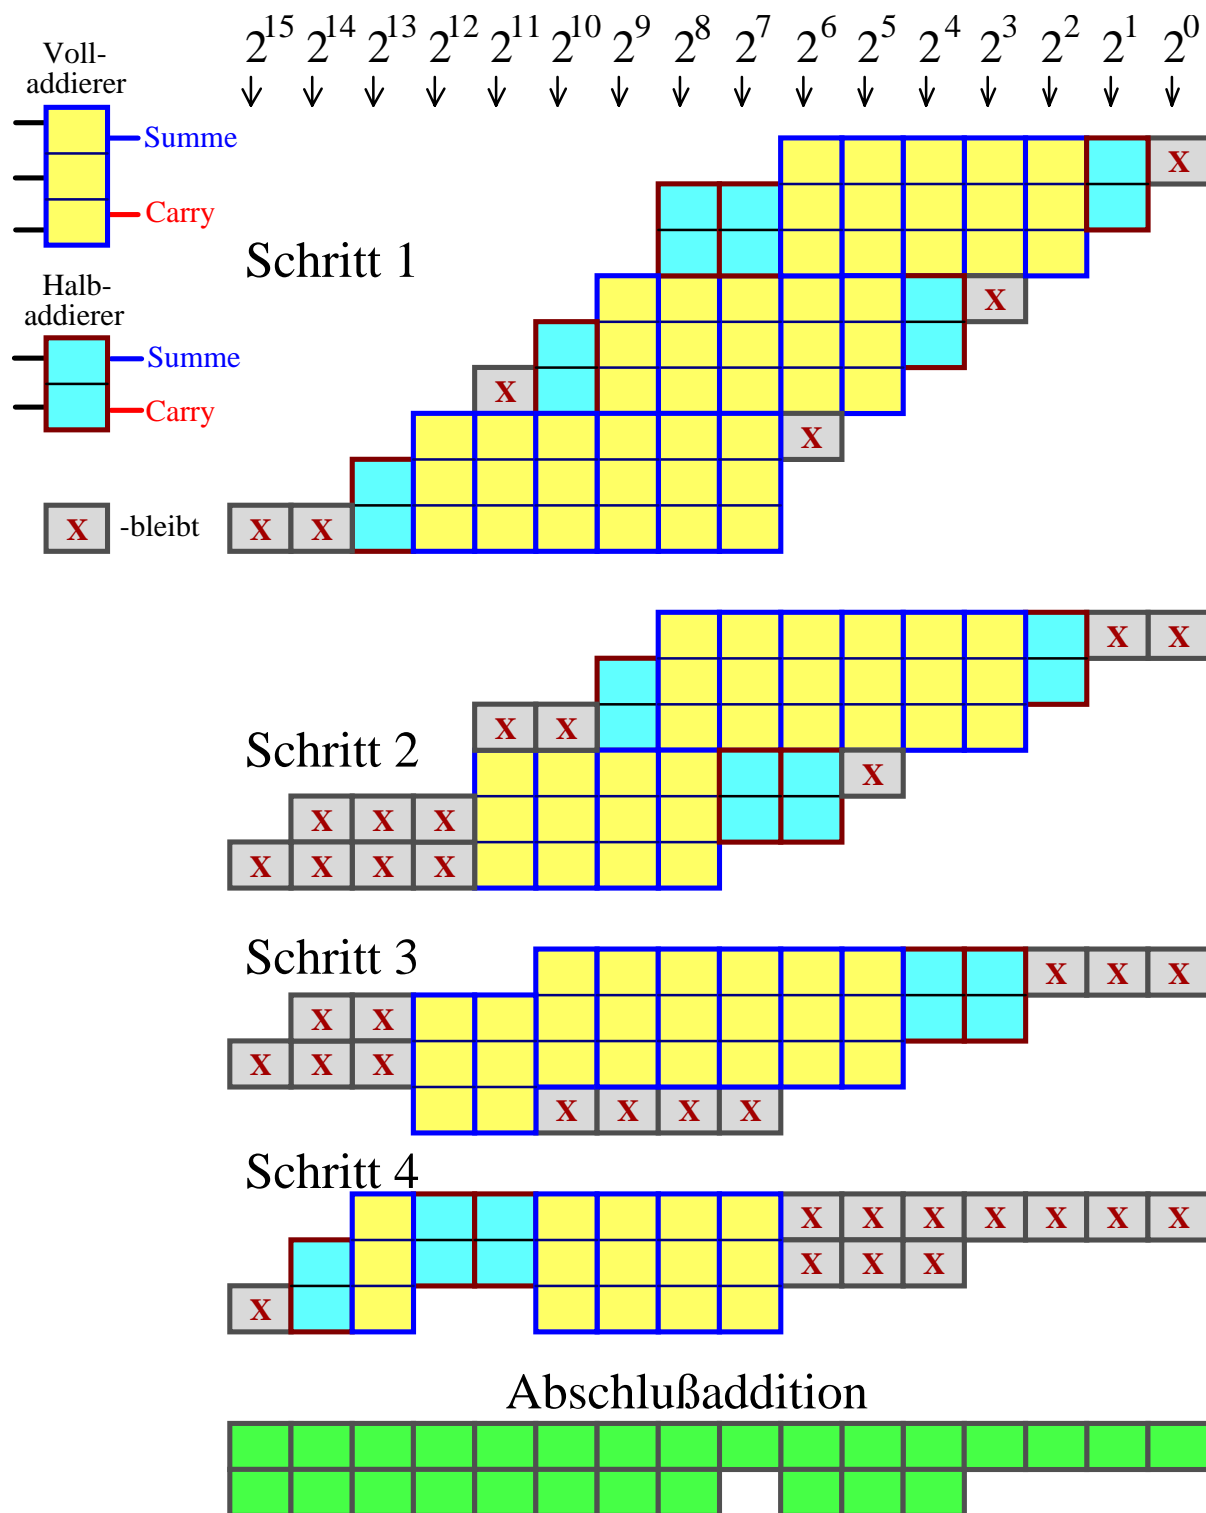 2^15 2^14 2^13 2^12 2^11 2^10 2^9 2^8 2^7 2^6 2^5 2^4 2^3 2^2 2^1 2^0
Voll-
addierer
Summe
Carry
Halb-
addierer
Summe
Carry
X -bleibt
Schritt 1
X
X
X
X
X X
Schritt 2
X X
X X
X
X X X
X X X X
Schritt 3
X X X
X X
X X X
X X X X
Schritt 4
X X X X X X X
X X X
X
Abschlußaddition